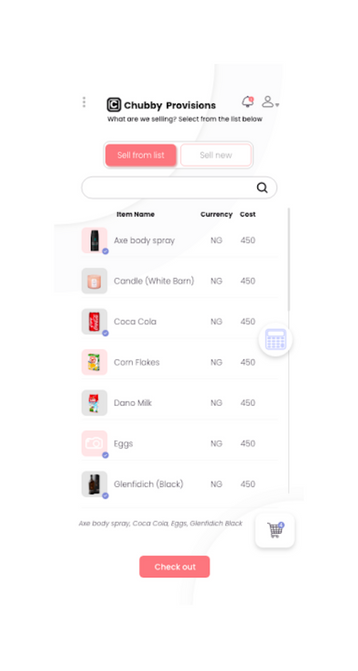 C Chubby Provisions
What are we selling? Select from the list below
Sell from list Sell new
Item Name Currency Cost
Axe body spray NG 450
Candle (White Barn) NG 450
Coca Cola NG 450
Corn Flakes NG 450
Dano Milk NG 450
Eggs NG 450
Glenfidich (Black) NG 450
Axe body spray, Coca Cola, Eggs, Glenfidich Black
Check out